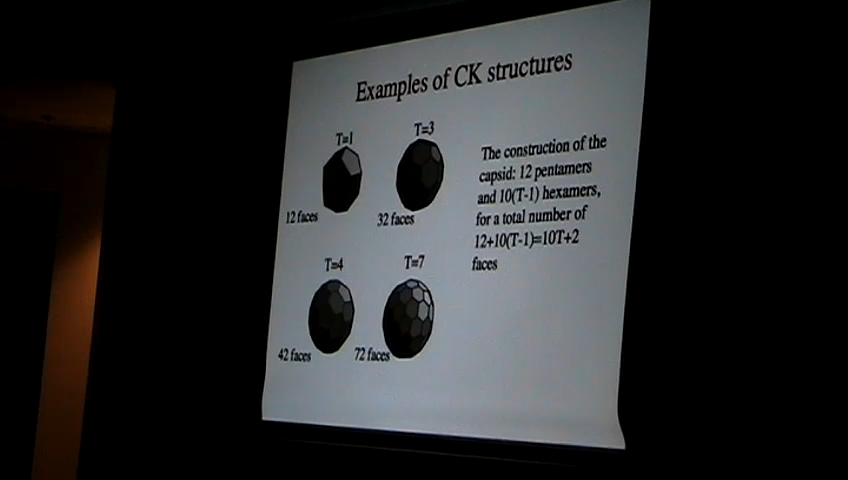 Examples of CK structures
T=1
T=3
12 faces
32 faces
The construction of the
capsid: 12 pentamers
and 10(T-1) hexamers,
for a total number of
12+10(T-1)=10T+2
faces
T=4
T=7
42 faces
72 faces